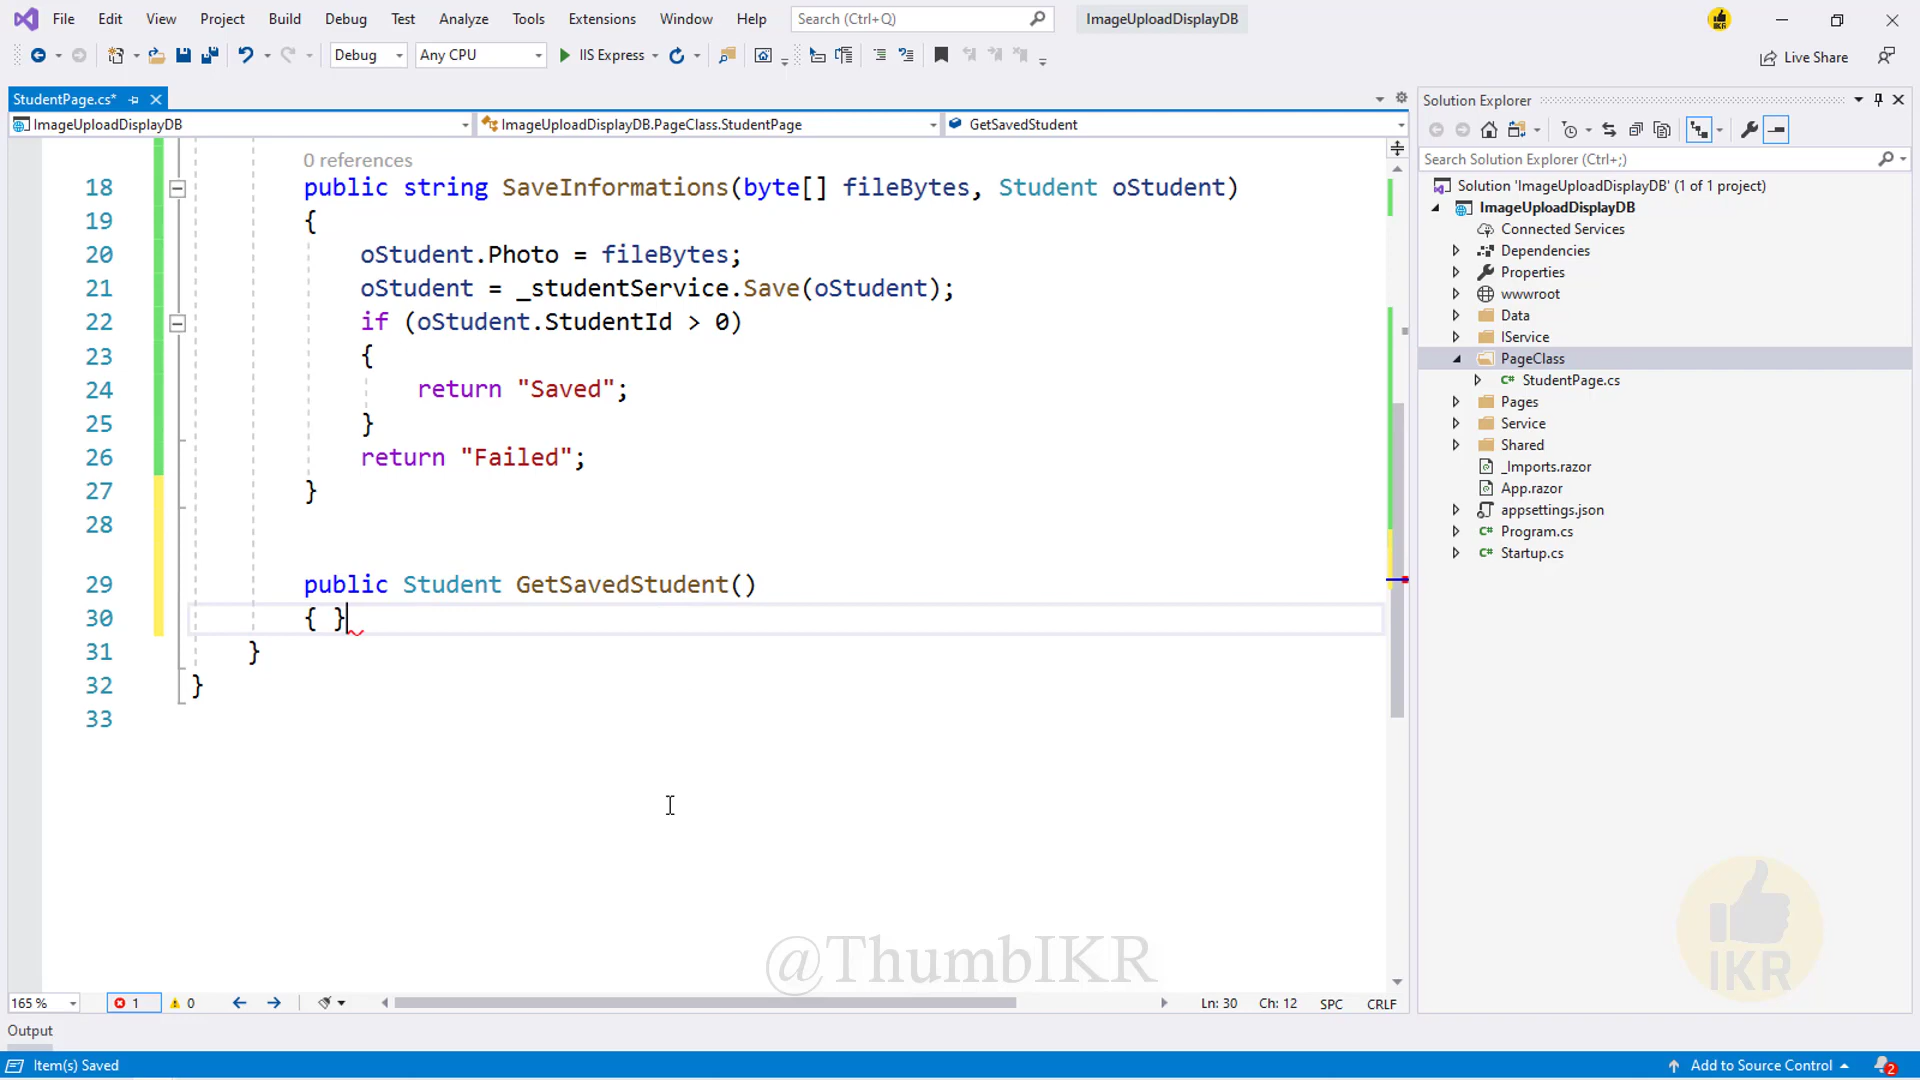 File Edit View Project Build Debug Test Analyze Tools Extensions Window Help Search (Ctrl+Q) ImageUploadDisplayDB
IKR
Debug Any CPU IIS Express Live Share
StudentPage.cs*
ImageUploadDisplayDB ImageUploadDisplayDB.PageClass.StudentPage GetSavedStudent
0 references
18 public string SaveInformations(byte[] fileBytes, Student oStudent)
19 {
20 oStudent.Photo = fileBytes;
21 oStudent = _studentService.Save(oStudent);
22 if (oStudent.StudentId > 0)
23 {
24 return "Saved";
25 }
26 return "Failed";
27 }
28
29 public Student GetSavedStudent()
30 { }
31 }
32 }
33
Solution Explorer
Search Solution Explorer (Ctrl+;)
Solution 'ImageUploadDisplayDB' (1 of 1 project)
ImageUploadDisplayDB
Connected Services
Dependencies
Properties
wwwroot
Data
IService
PageClass
C# StudentPage.cs
Pages
Service
Shared
_Imports.razor
App.razor
appsettings.json
C# Program.cs
C# Startup.cs
@ThumbIKR
IKR
165 % 1 0 Ln: 30 Ch: 12 SPC CRLF
Output
Item(s) Saved Add to Source Control 2